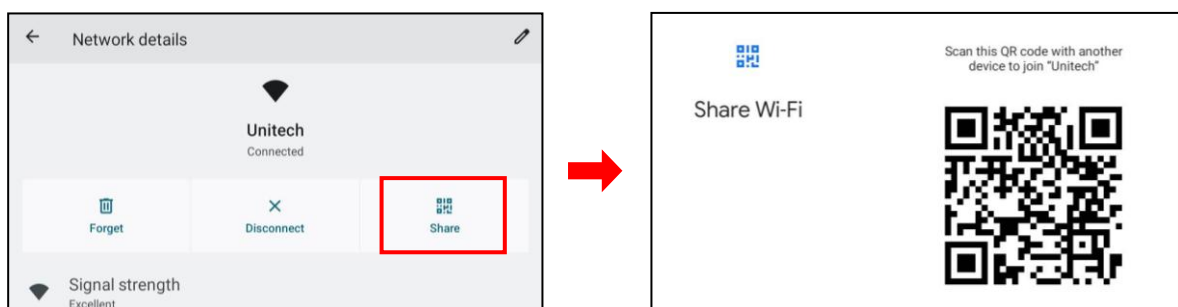 Network details
Unitech
Connected
Forget
Disconnect
Share
Signal strength
Excellent
Share Wi-Fi
Scan this QR code with another
device to join "Unitech"